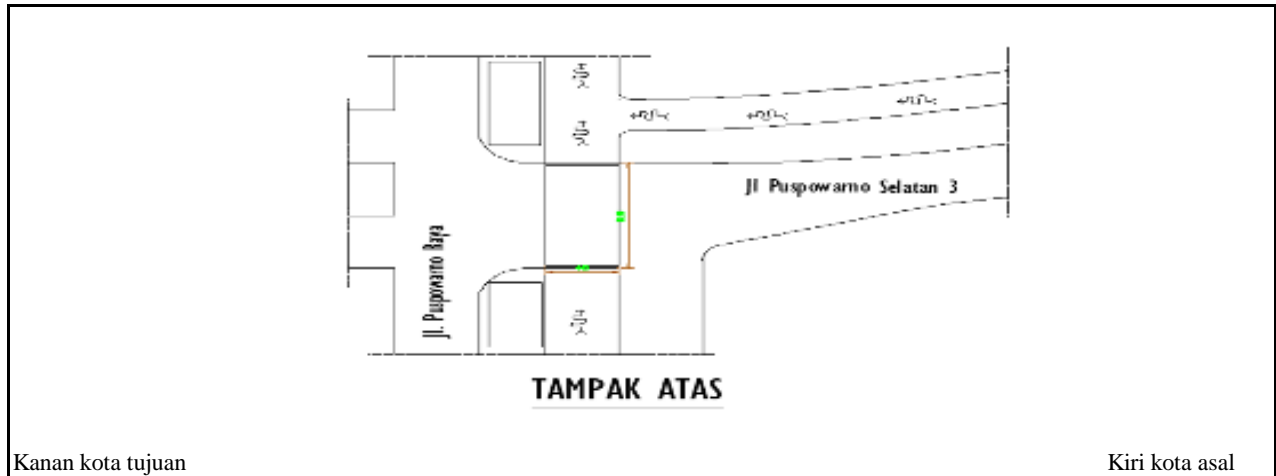 Jl Puspowarno Selatan 3
Jl. Puspowarno Raya
TAMPAK ATAS
Kanan kota tujuan
Kiri kota asal